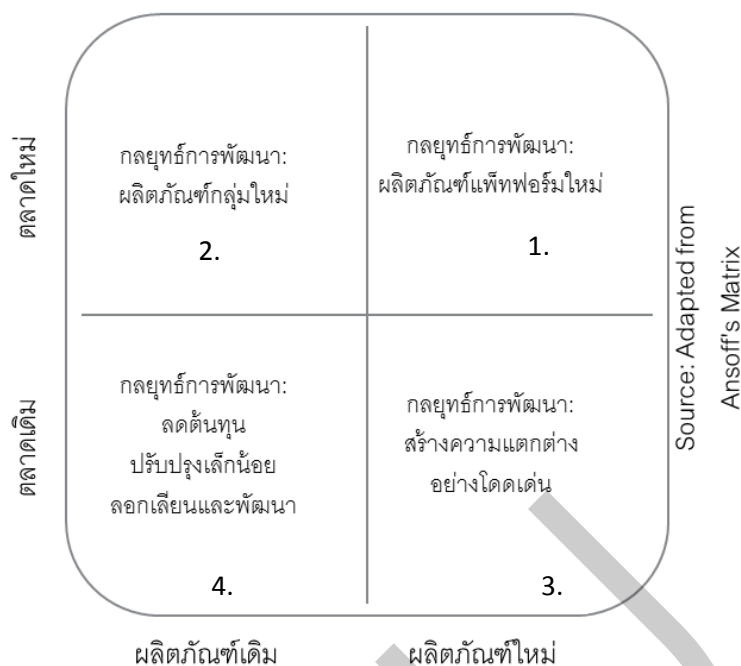 ตลาดใหม่
กลยุทธ์การพัฒนา:
ผลิตภัณฑ์กลุ่มใหม่
2.
กลยุทธ์การพัฒนา:
ผลิตภัณฑ์แพ็ทฟอร์มใหม่
1.
ตลาดเดิม
กลยุทธ์การพัฒนา:
ลดต้นทุน
ปรับปรุงเล็กน้อย
ลอกเลียนและพัฒนา
4.
กลยุทธ์การพัฒนา:
สร้างความแตกต่าง
อย่างโดดเด่น
3.
ผลิตภัณฑ์เดิม
ผลิตภัณฑ์ใหม่
Source: Adapted from
Ansoff's Matrix